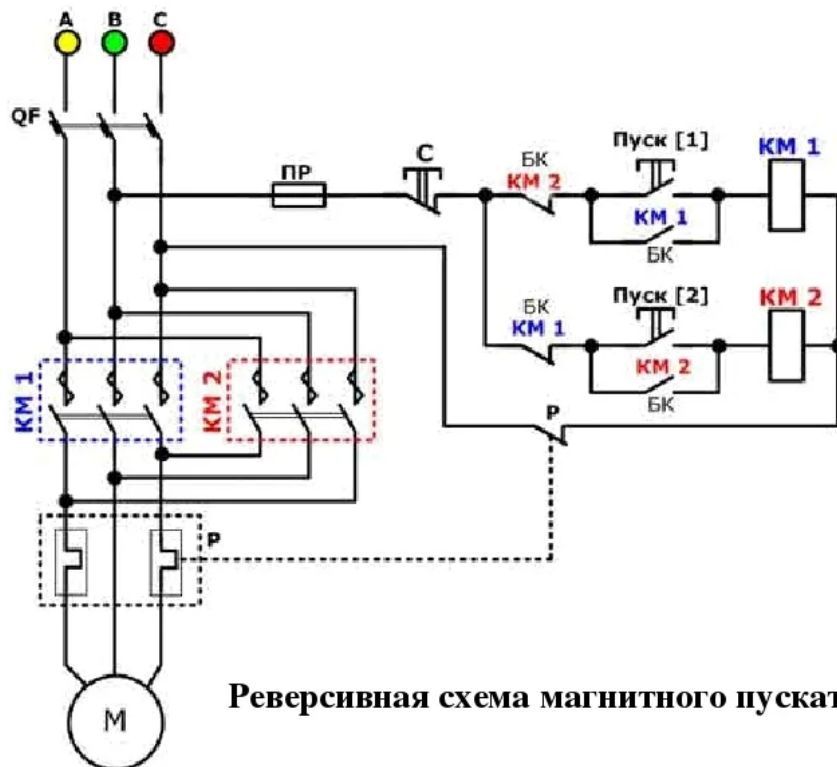 A B C
QF
ПР
С
БК
КМ 2
Пуск [1]
КМ 1
КМ 1
БК
БК
КМ 1
Пуск [2]
КМ 2
КМ 2
БК
КМ 1
КМ 2
Р
Р
М
Реверсивная схема магнитного пускат